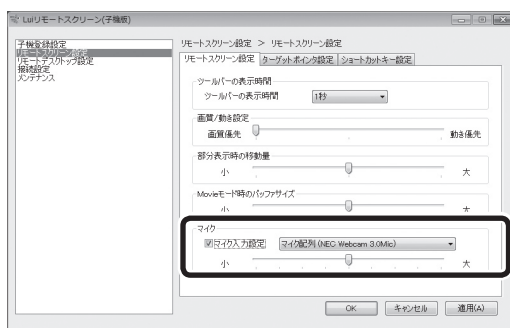 Luiリモートスクリーン(子機版)
子機登録設定
リモートスクリーン設定
リモートデスクトップ設定
接続設定
メンテナンス
リモートスクリーン設定 > リモートスクリーン設定
リモートスクリーン設定 ターゲットポインタ設定 ショートカットキー設定
ツールバーの表示時間
ツールバーの表示時間 1秒
画質/動き設定
画質優先 動き優先
部分表示時の移動量
小 大
Movieモード時のバッファサイズ
小 大
マイク
マイク入力設定 マイク配列 (NEC Webcam 3.0Mic)
小 大
OK キャンセル 適用(A)